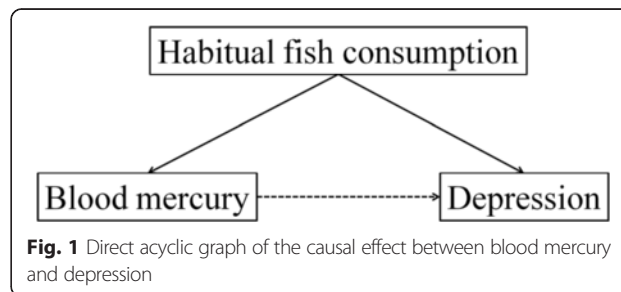 Habitual fish consumption
Blood mercury
Depression
Fig. 1 Direct acyclic graph of the causal effect between blood mercury
and depression